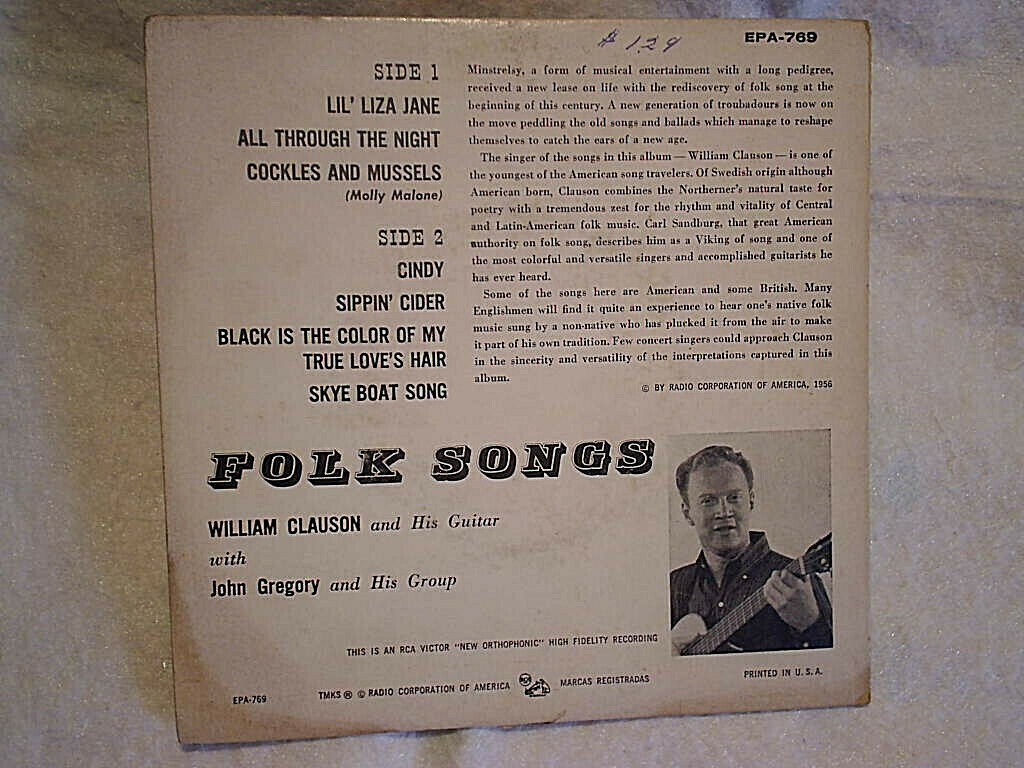 $ 1.29
EPA-769
SIDE 1
LIL' LIZA JANE
ALL THROUGH THE NIGHT
COCKLES AND MUSSELS
(Molly Malone)
SIDE 2
CINDY
SIPPIN' CIDER
BLACK IS THE COLOR OF MY
TRUE LOVE'S HAIR
SKYE BOAT SONG
Minstrelsy, a form of musical entertainment with a long pedigree,
received a new lease on life with the rediscovery of folk song at the
beginning of this century. A new generation of troubadours is now on
the move peddling the old songs and ballads which manage to reshape
themselves to catch the ears of a new age.
The singer of the songs in this album — William Clauson — is one of
the youngest of the American song travelers. Of Swedish origin although
American born, Clauson combines the Northerner's natural taste for
poetry with a tremendous zest for the rhythm and vitality of Central
and Latin-American folk music. Carl Sandburg, that great American
authority on folk song, describes him as a Viking of song and one of
the most colorful and versatile singers and accomplished guitarists he
has ever heard.
Some of the songs here are American and some British. Many
Englishmen will find it quite an experience to hear one's native folk
music sung by a non-native who has plucked it from the air to make
it part of his own tradition. Few concert singers could approach Clauson
in the sincerity and versatility of the interpretations captured in this
album.
© BY RADIO CORPORATION OF AMERICA, 1956
FOLK SONGS
WILLIAM CLAUSON and His Guitar
with
John Gregory and His Group
THIS IS AN RCA VICTOR "NEW ORTHOPHONIC" HIGH FIDELITY RECORDING
EPA-769
TMKS ® © RADIO CORPORATION OF AMERICA
RCA
MARCAS REGISTRADAS
PRINTED IN U. S. A.